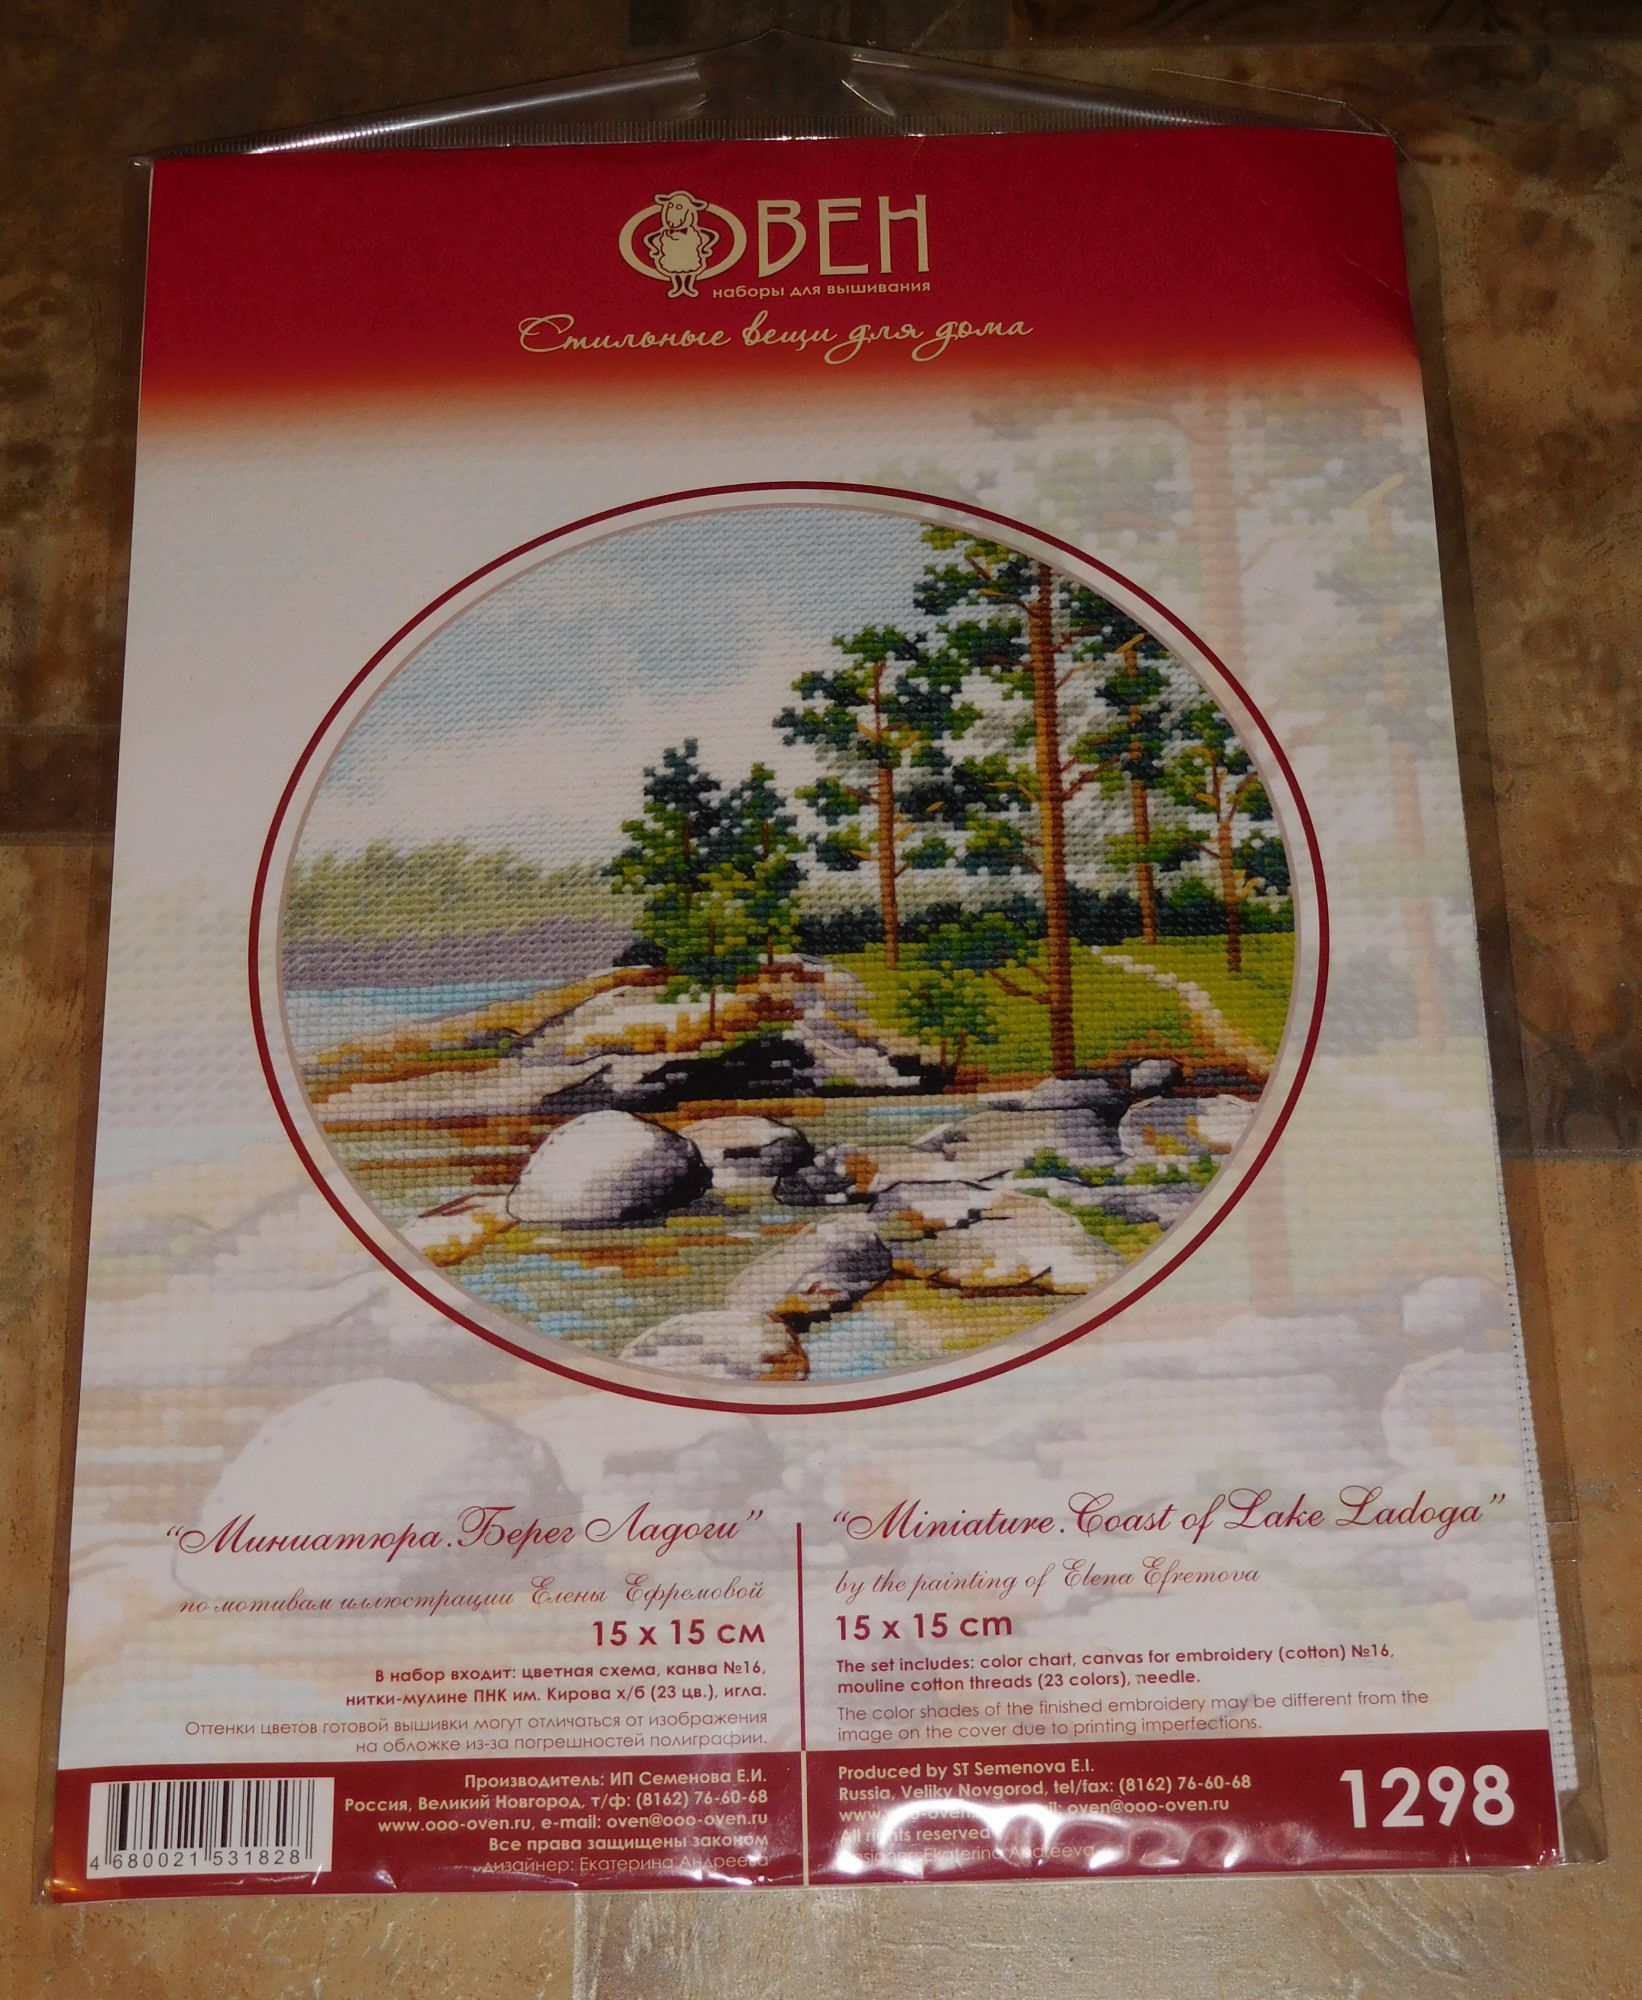 ОВЕН
наборы для вышивания
Стильные вещи для дома
“Миниатюра. Берег Ладоги”
по мотивам иллюстрации Елены Ефремовой
15 х 15 см
В набор входит: цветная схема, канва №16,
нитки-мулине ПНК им. Кирова х/б (23 цв.), игла.
Оттенки цветов готовой вышивки могут отличаться от изображения
на обложке из-за погрешностей полиграфии.
“Miniature. Coast of Lake Ladoga”
by the painting of Elena Efremova
15 x 15 cm
The set includes: color chart, canvas for embroidery (cotton) №16,
mouline cotton threads (23 colors), needle.
The color shades of the finished embroidery may be different from the
image on the cover due to printing imperfections.
4 680021 531828
Производитель: ИП Семенова Е.И.
Россия, Великий Новгород, т/ф: (8162) 76-60-68
www.ooo-oven.ru, e-mail: oven@ooo-oven.ru
Все права защищены законом
дизайнер: Екатерина Андреева
Produced by ST Semenova E.I.
Russia, Veliky Novgorod, tel/fax: (8162) 76-60-68
oven@ooo-oven.ru
All rights reserved
Ekaterina Andreeva
1298